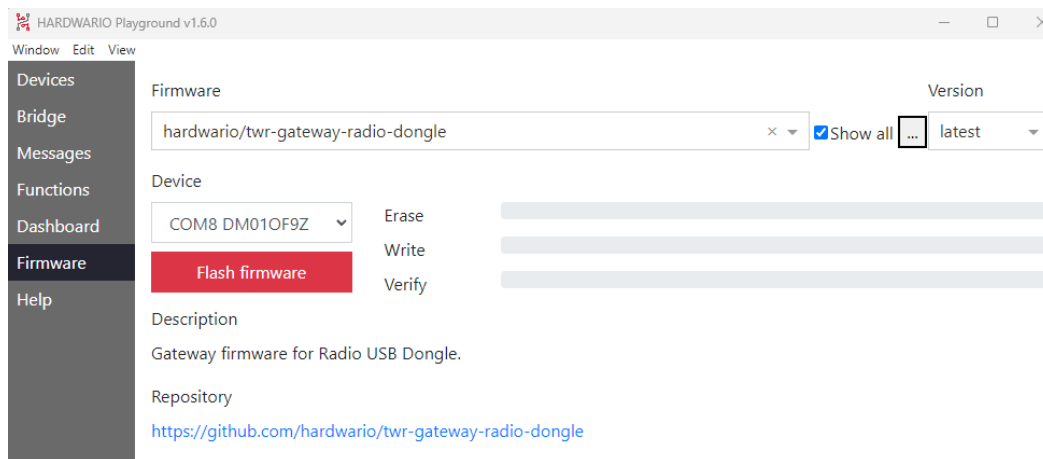 HARDWARIO Playground v1.6.0
Window Edit View
Devices
Bridge
Messages
Functions
Dashboard
Firmware
Help
Firmware
Version
hardwario/twr-gateway-radio-dongle
Show all
...
latest
Device
COM8 DM01OF9Z
Flash firmware
Erase
Write
Verify
Description
Gateway firmware for Radio USB Dongle.
Repository
https://github.com/hardwario/twr-gateway-radio-dongle